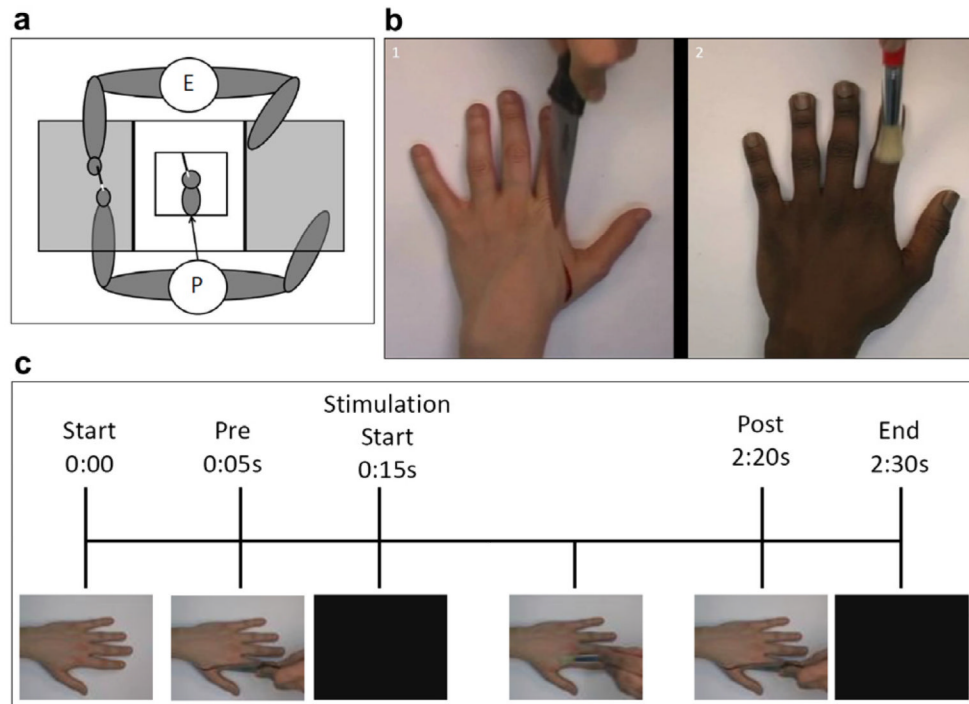 a
E
P
b
1
2
c
Start
0:00
Pre
0:05s
Stimulation
Start
0:15s
Post
2:20s
End
2:30s